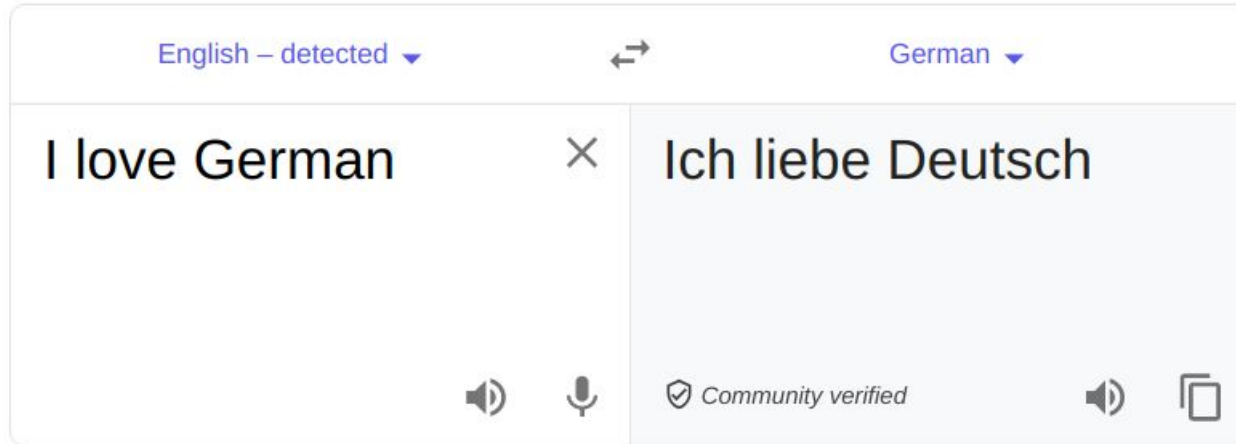 English – detected
German
I love German
Ich liebe Deutsch
Community verified